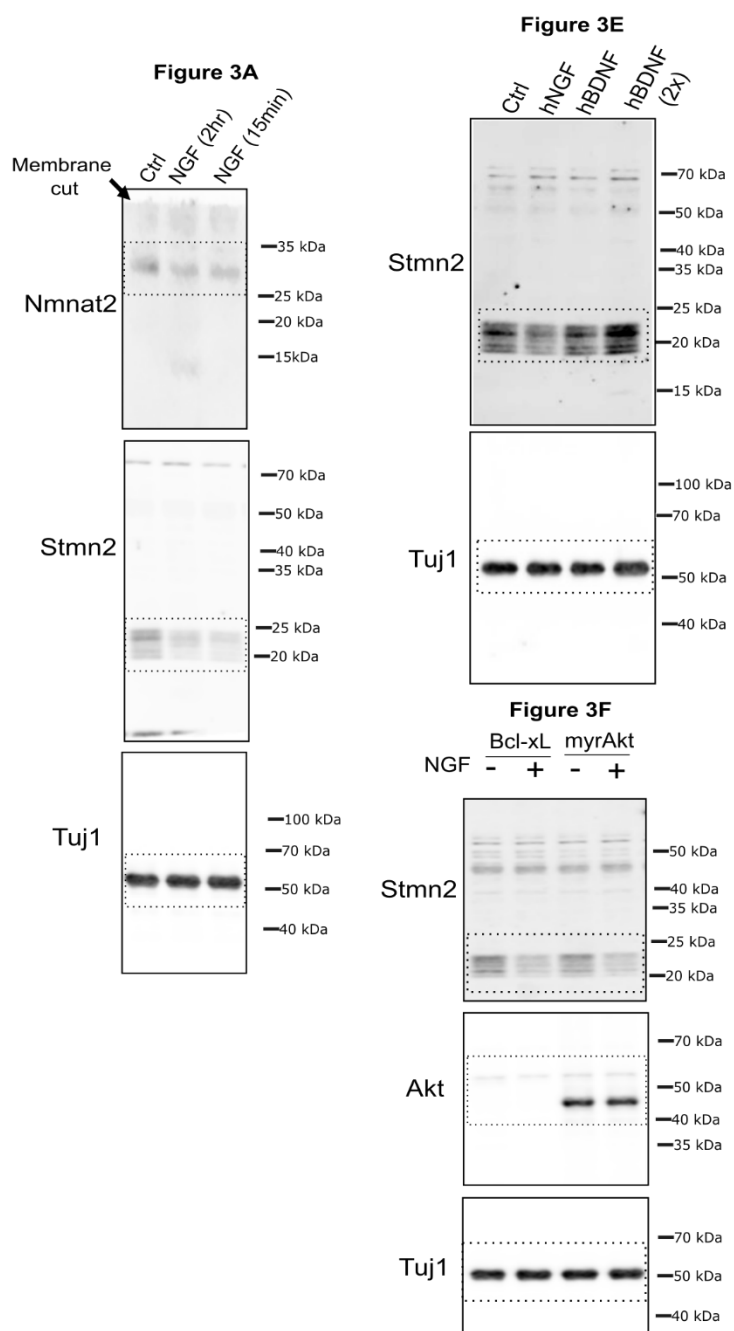 Figure 3A
Membrane
cut
Ctrl
NGF (2hr)
NGF (15min)
Nmnat2
35 kDa
25 kDa
20 kDa
15kDa
Stmn2
70 kDa
50 kDa
40 kDa
35 kDa
25 kDa
20 kDa
Tuj1
100 kDa
70 kDa
50 kDa
40 kDa
Figure 3E
Ctrl
hNGF
hBDNF
hBDNF
(2x)
Stmn2
70 kDa
50 kDa
40 kDa
35 kDa
25 kDa
20 kDa
15 kDa
Tuj1
100 kDa
70 kDa
50 kDa
40 kDa
Figure 3F
Bcl-xL myrAkt
NGF - + - +
Stmn2
50 kDa
40 kDa
35 kDa
25 kDa
20 kDa
Akt
70 kDa
50 kDa
40 kDa
35 kDa
Tuj1
70 kDa
50 kDa
40 kDa